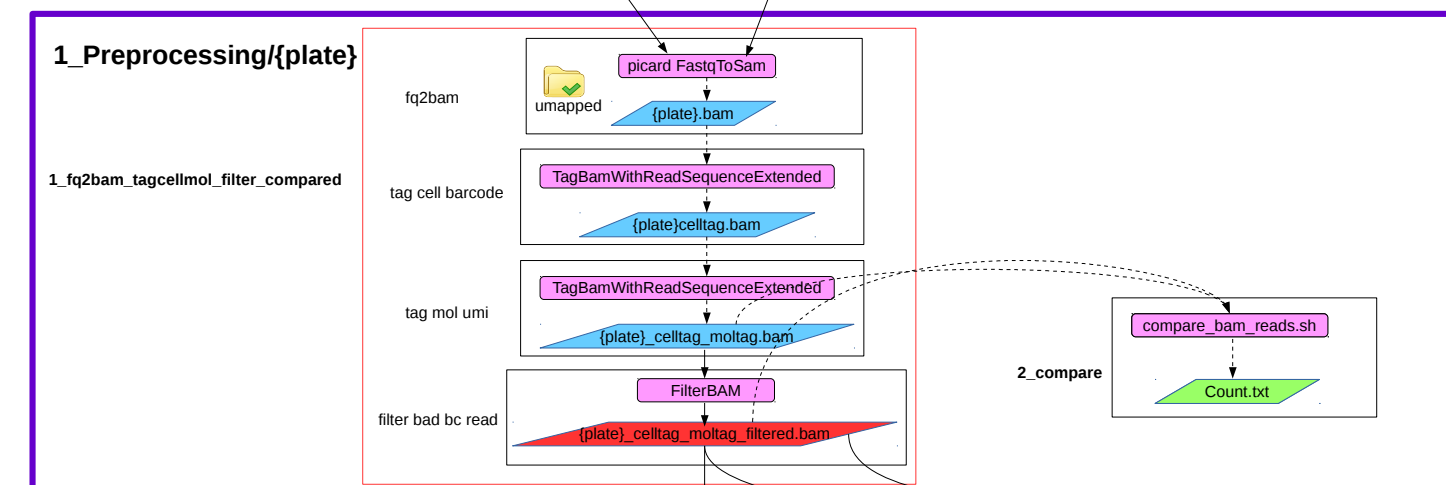 1_Preprocessing/{plate}
picard FastqToSam
fq2bam
umapped
{plate}.bam
1_fq2bam_tagcellmol_filter_compared
tag cell barcode
TagBamWithReadSequenceExtended
{plate}celltag.bam
tag mol umi
TagBamWithReadSequenceExtended
{plate}_celltag_moltag.bam
filter bad bc read
FilterBAM
{plate}_celltag_moltag_filtered.bam
2_compare
compare_bam_reads.sh
Count.txt